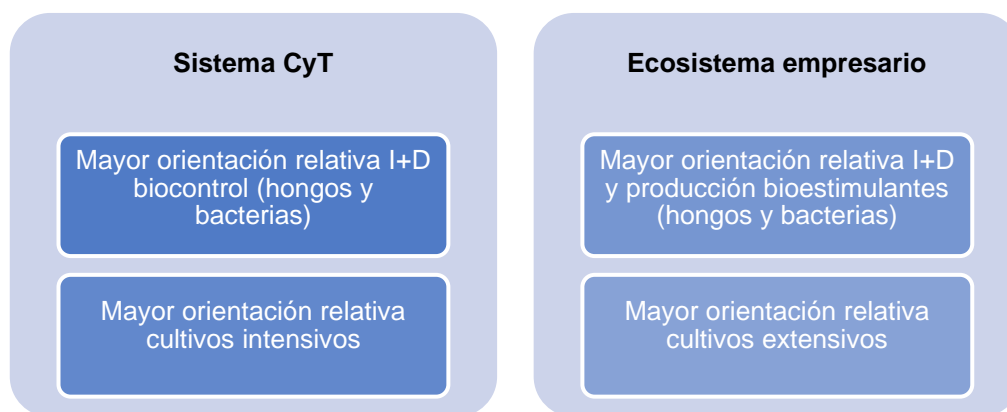 Sistema CyT
Mayor orientación relativa I+D
biocontrol (hongos y
bacterias)
Mayor orientación relativa
cultivos intensivos
Ecosistema empresario
Mayor orientación relativa I+D
y producción bioestimulantes
(hongos y bacterias)
Mayor orientación relativa
cultivos extensivos